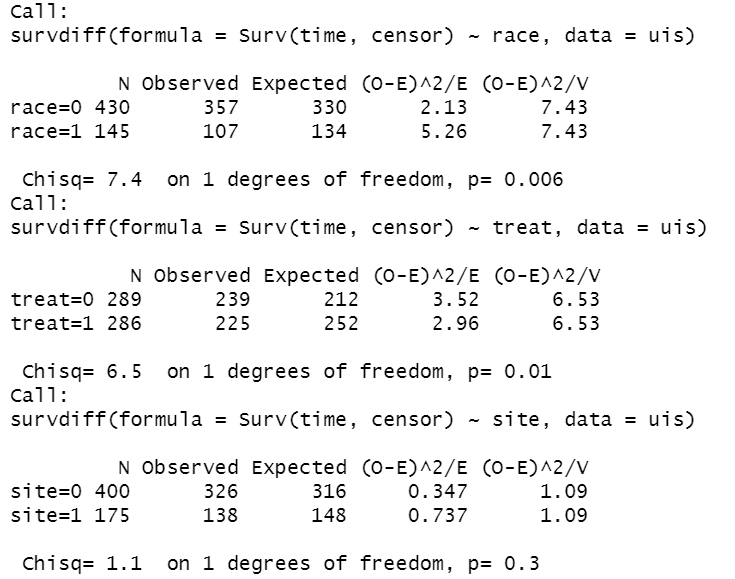 Call:
survdiff(formula = Surv(time, censor) ~ race, data = uis)
N Observed Expected (O-E)^2/E (O-E)^2/V
race=0 430 357 330 2.13 7.43
race=1 145 107 134 5.26 7.43
Chisq= 7.4 on 1 degrees of freedom, p= 0.006
Call:
survdiff(formula = Surv(time, censor) ~ treat, data = uis)
N Observed Expected (O-E)^2/E (O-E)^2/V
treat=0 289 239 212 3.52 6.53
treat=1 286 225 252 2.96 6.53
Chisq= 6.5 on 1 degrees of freedom, p= 0.01
Call:
survdiff(formula = Surv(time, censor) ~ site, data = uis)
N Observed Expected (O-E)^2/E (O-E)^2/V
site=0 400 326 316 0.347 1.09
site=1 175 138 148 0.737 1.09
Chisq= 1.1 on 1 degrees of freedom, p= 0.3